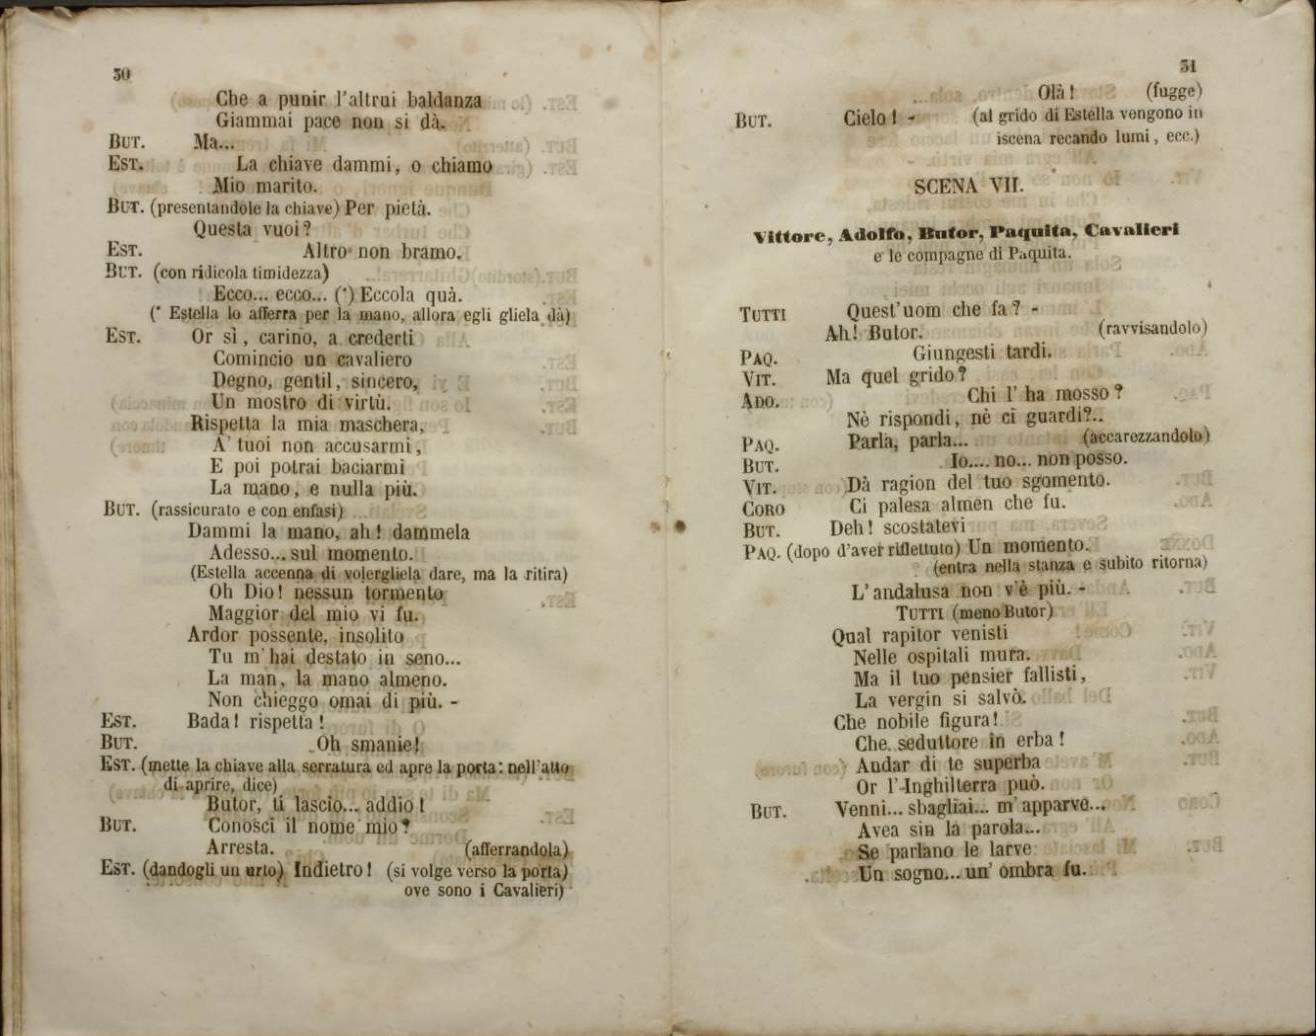 30
Che a punir l'altrui baldanza
Giammai pace non si dà.
BUT. Ma...
EST. La chiave dammi, o chiamo
Mio marito.
BUT. (presentandole la chiave) Per pietà.
Questa vuoi?
EST. Altro non bramo.
BUT. (con ridicola timidezza)
Ecco... ecco... (*) Eccola quà.
(* Estella lo afferra per la mano, allora egli gliela dà)
EST. Or sì, carino, a crederti
Comincio un cavaliero
Degno, gentil, sincero,
Un mostro di virtù.
Rispetta la mia maschera,
A' tuoi non accusarmi,
E poi potrai baciarmi
La mano, e nulla più.
BUT. (rassicurato e con enfasi)
Dammi la mano, ah! dammela
Adesso... sul momento.
(Estella accenna di volergliela dare, ma la ritira)
Oh Dio! nessun tormento
Maggior del mio vi fu.
Ardor possente, insolito
Tu m'hai destato in seno...
La man, la mano almeno.
Non chieggo omai di più. -
EST. Bada! rispetta!
BUT. Oh smanie!
EST. (mette la chiave alla serratura ed apre la porta: nell'atto
di aprire, dice)
Butor, ti lascio... addio!
BUT. Conosci il nome mio?
Arresta. (afferrandola)
EST. (dandogli un urto) Indietro! (si volge verso la porta)
ove sono i Cavalieri)
31
Olà! (fugge)
BUT. Cielo! - (al grido di Estella vengono in
iscena recando lumi, ecc.)
SCENA VII.
Vittore, Adolfo, Butor, Paquita, Cavalieri
e le compagne di Paquita.
TUTTI Quest'uom che fa? -
Ah! Butor. (ravvisandolo)
PAQ. Giungesti tardi.
VIT. Ma quel grido?
ADO. Chi l'ha mosso?
Nè rispondi, nè ci guardi?..
PAQ. Parla, parla... (accarezzandolo)
BUT. Io.... no... non posso.
VIT. Dà ragion del tuo sgomento.
CORO Ci palesa almen che fu.
BUT. Deh! scostatevi
PAQ. (dopo d'aver riflettuto) Un momento.
(entra nella stanza e subito ritorna)
L'andalusa non v'è più. -
TUTTI (meno Butor)
Qual rapitor venisti
Nelle ospitali mura.
Ma il tuo pensier fallisti,
La vergin si salvò.
Che nobile figura!
Che seduttore in erba!
Andar di te superba
Or l'Inghilterra può.
BUT. Venni... sbagliai... m'apparve...
Avea sin la parola...
Se parlano le larve
Un sogno... un'ombra fu.